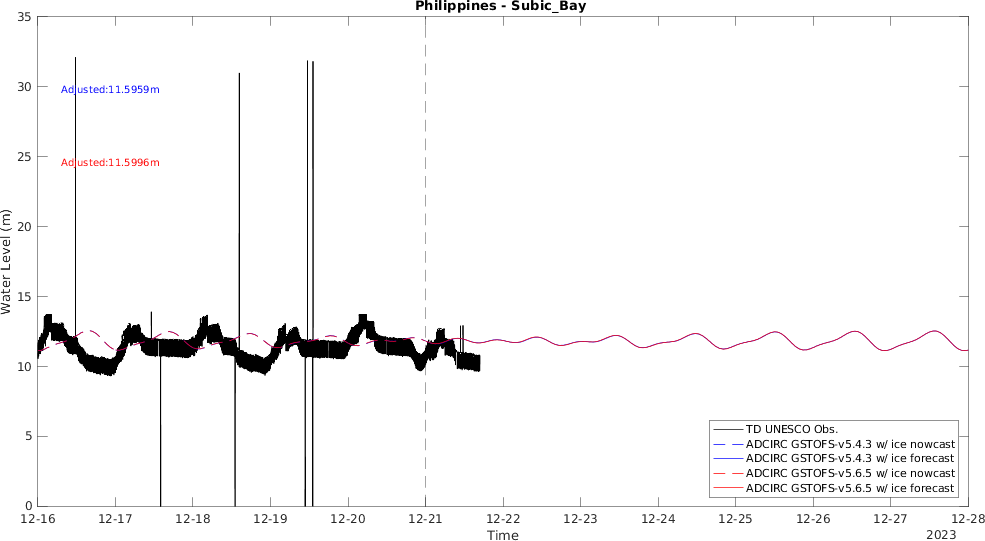 Philippines - Subic_Bay
35
30
25
20
15
10
5
0
Water Level (m)
Adjusted:11.5959m
Adjusted:11.5996m
TD UNESCO Obs.
ADCIRC GSTOFS-v5.4.3 w/ ice nowcast
ADCIRC GSTOFS-v5.4.3 w/ ice forecast
ADCIRC GSTOFS-v5.6.5 w/ ice nowcast
ADCIRC GSTOFS-v5.6.5 w/ ice forecast
12-16 12-17 12-18 12-19 12-20 12-21 12-22 12-23 12-24 12-25 12-26 12-27 12-28
Time
2023